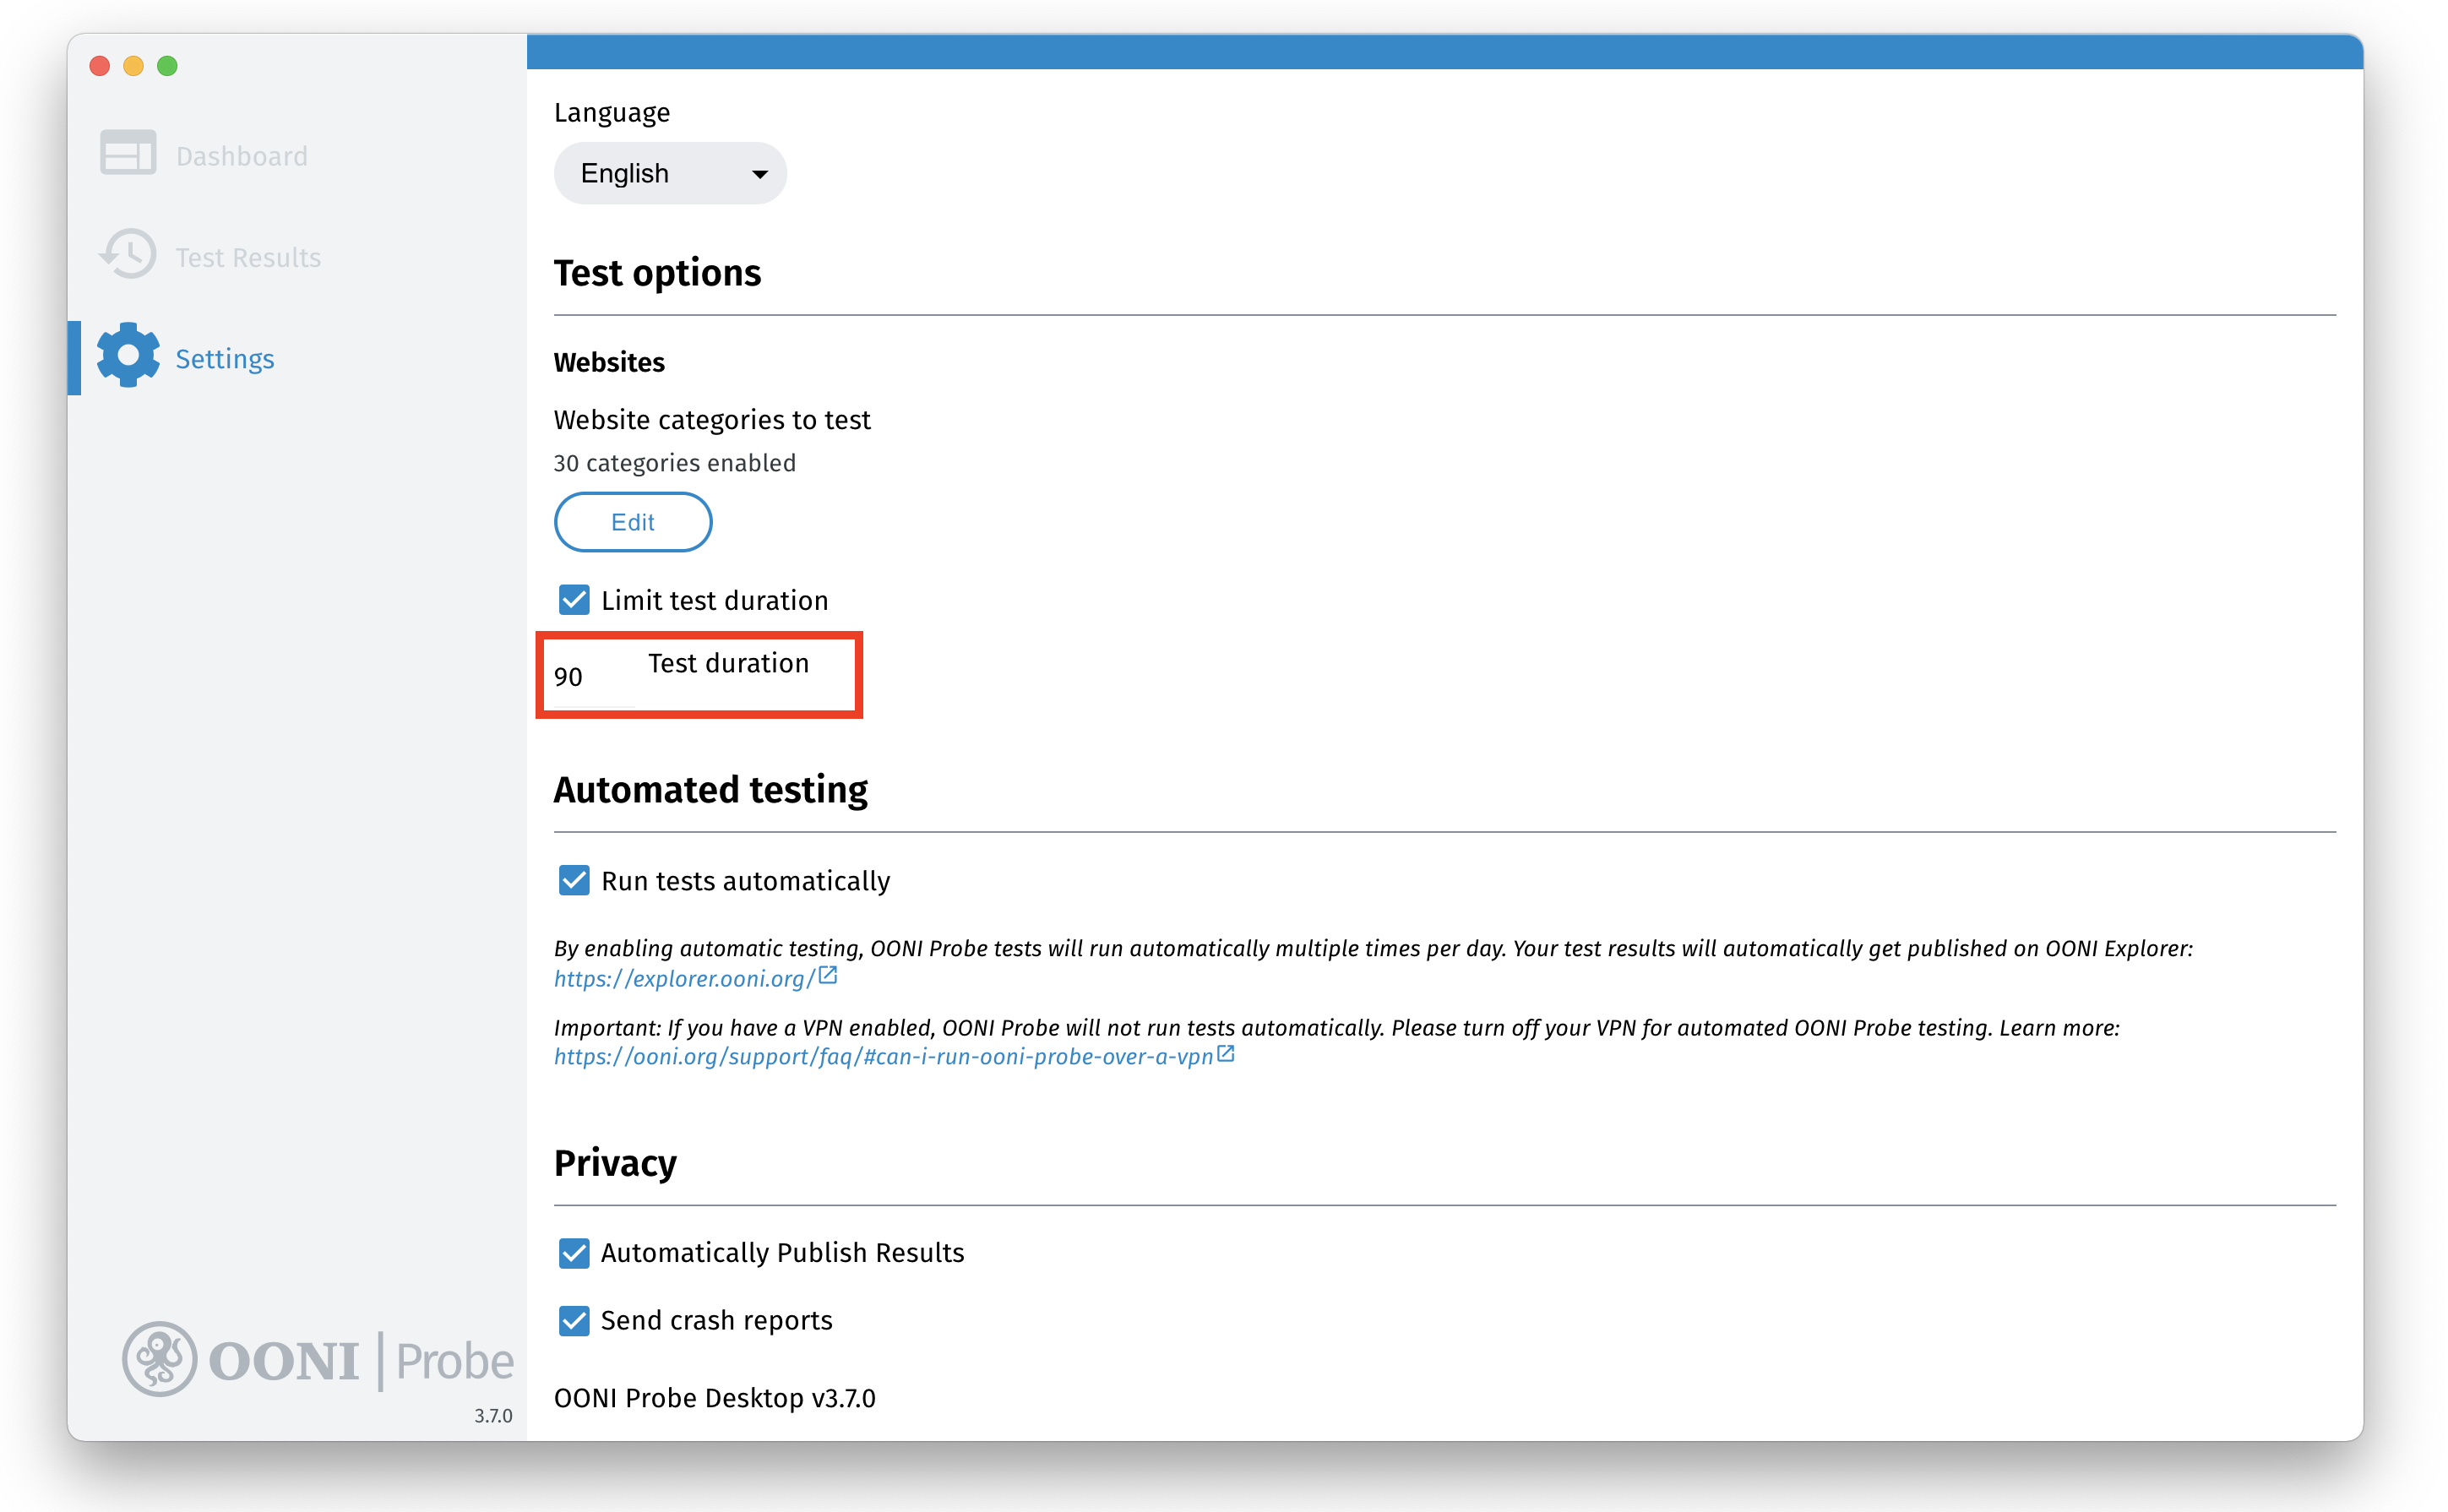 Dashboard
Test Results
Settings
OONI | Probe
3.7.0
Language
English
Test options
Websites
Website categories to test
30 categories enabled
Edit
Limit test duration
90 Test duration
Automated testing
Run tests automatically
By enabling automatic testing, OONI Probe tests will run automatically multiple times per day. Your test results will automatically get published on OONI Explorer:
https://explorer.ooni.org/
Important: If you have a VPN enabled, OONI Probe will not run tests automatically. Please turn off your VPN for automated OONI Probe testing. Learn more:
https://ooni.org/support/faq/#can-i-run-ooni-probe-over-a-vpn
Privacy
Automatically Publish Results
Send crash reports
OONI Probe Desktop v3.7.0